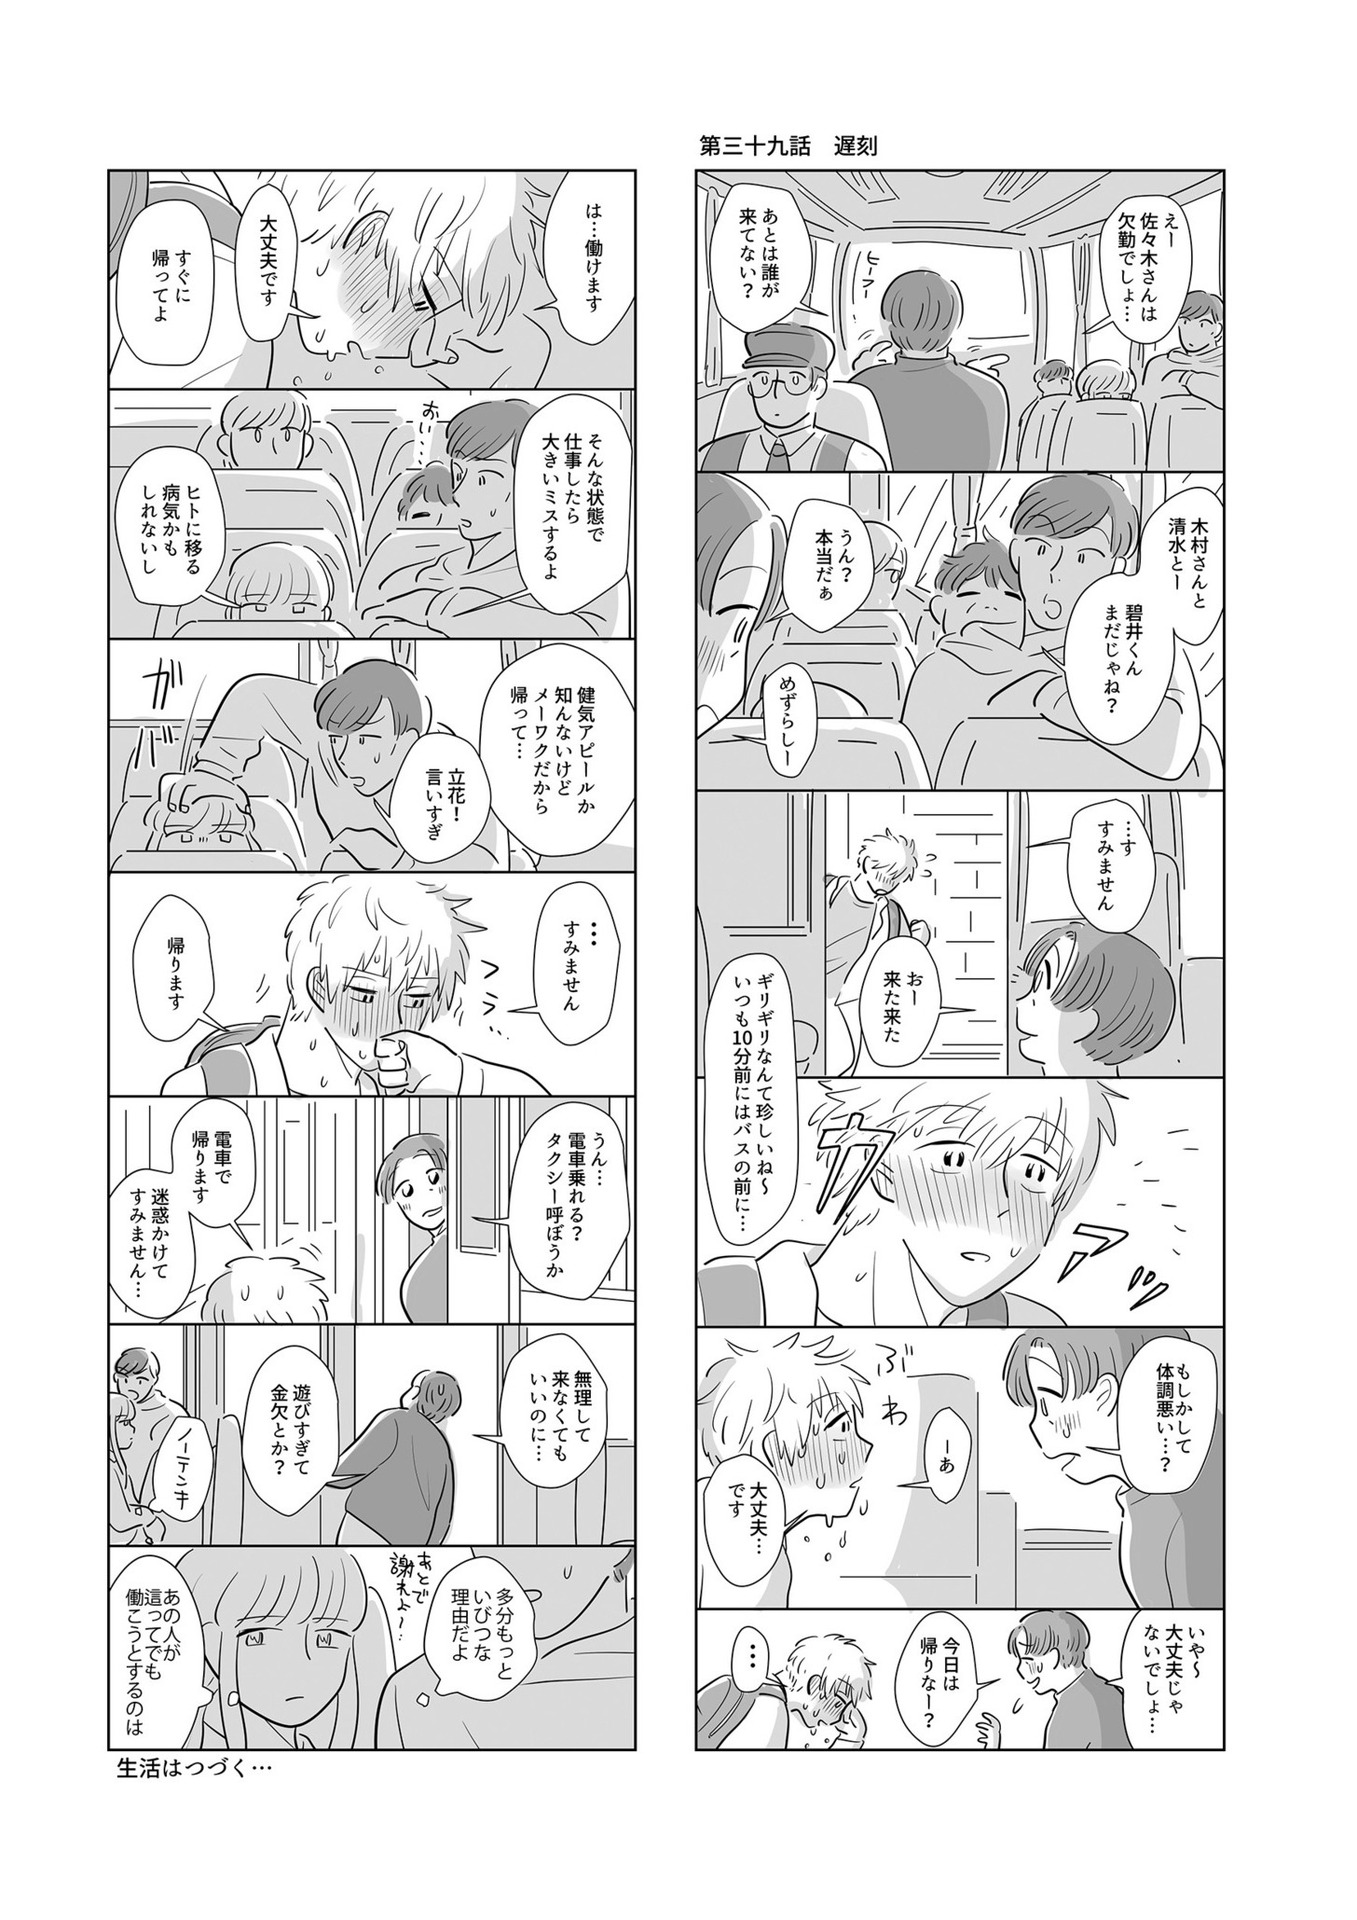 第三十九話　遅刻
えー
佐々木さんは
欠勤でしょ…
ヒーフー
あとは誰が
来てない？
木村さんと
清水とー
碧井くん
まだじゃね？
うん？
本当だぁ
めずらしー
…す
すみません
おー
来た来た
ギリギリなんて珍しいね〜
いつも10分前にはバスの前に…
カァァッ
もしかして
体調悪い…？
ぶわ
ーあ
大丈夫…
です
いや〜
大丈夫じゃ
ないでしょ…
今日は
帰りなー？
…
は…働けます
大丈夫です
すぐに
帰ってよ
そんな状態で
仕事したら
大きいミスするよ
おい…
ヒトに移る
病気かも
しれないし
健気アピールか
知んないけど
メーワクだから
帰って…
立花！
言いすぎ
ガッ
…
すみません
帰ります
うん…
電車乗れる？
タクシー呼ぼうか
電車で
帰ります
迷惑かけて
すみません…
無理して
来なくても
いいのに…
遊びすぎて
金欠とか？
ノーテンキ
多分もっと
いびつな
理由だよ
あとで
謝れよ〜…
あの人が
這ってでも
働こうとするのは
生活はつづく…